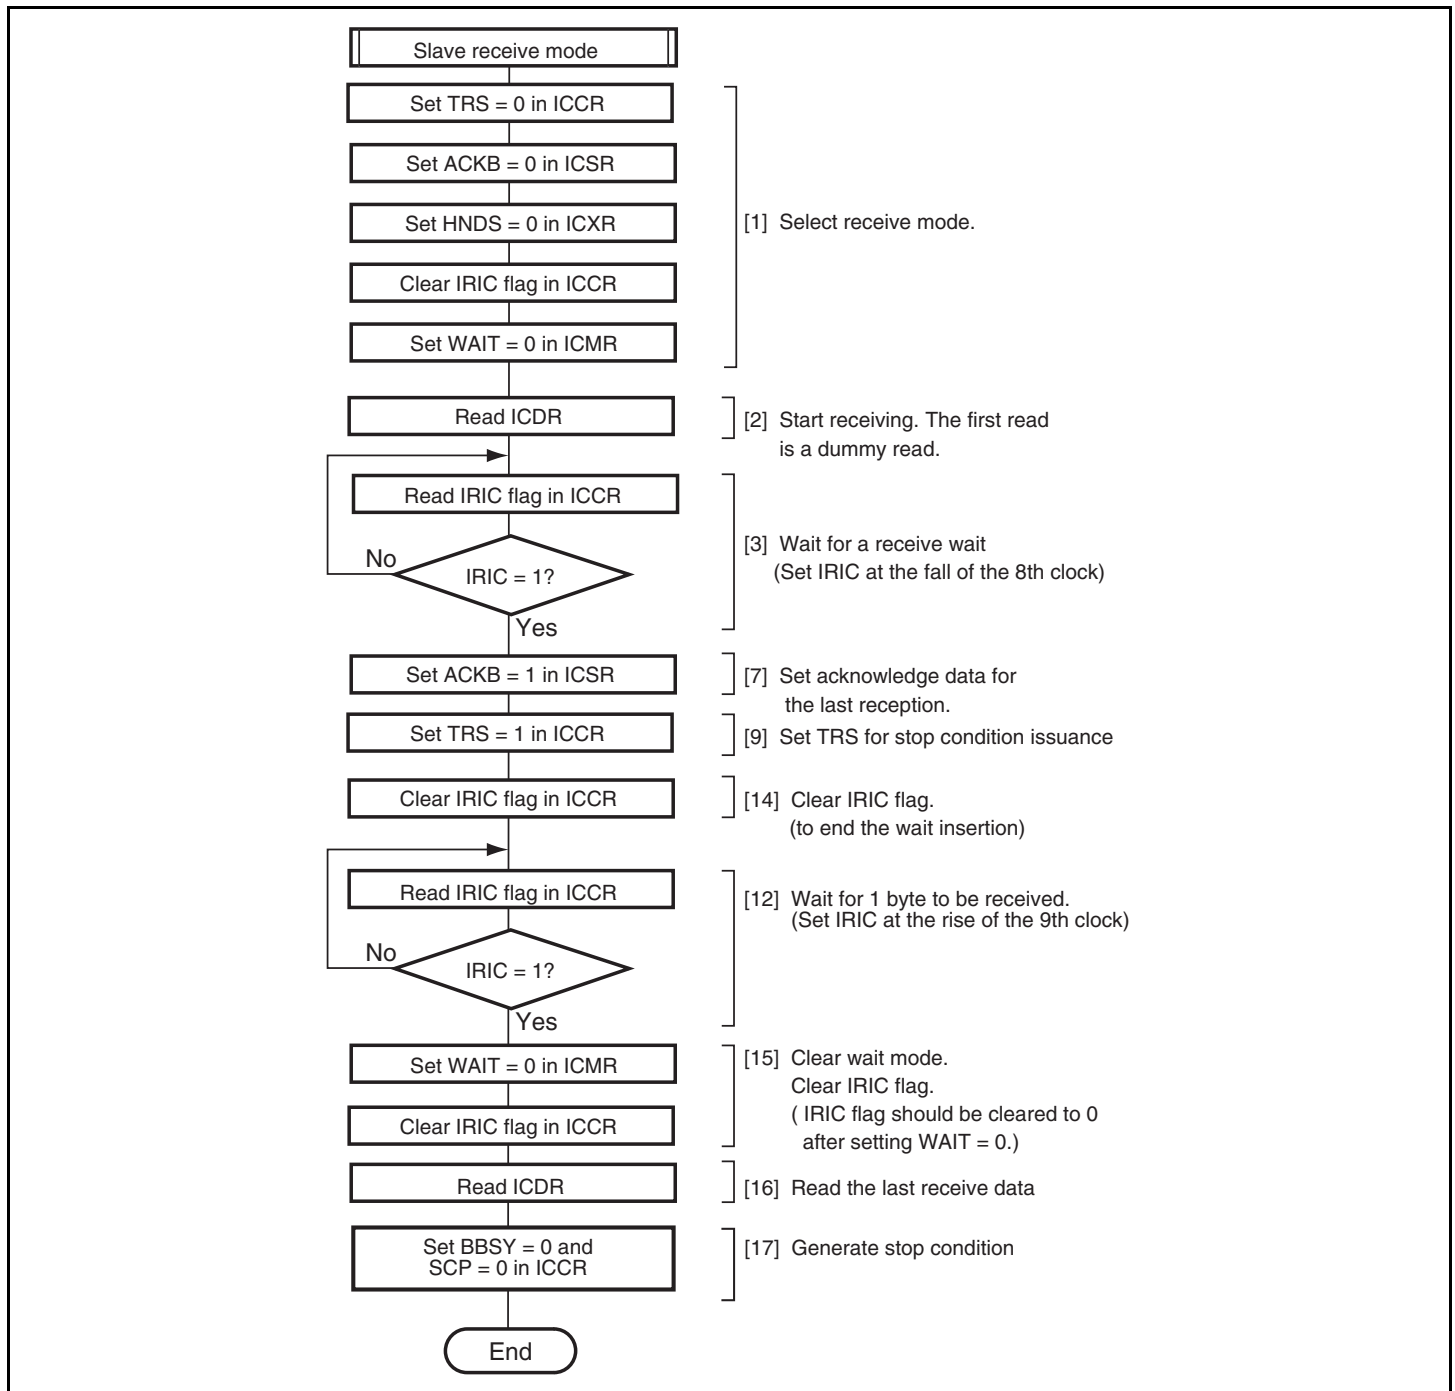 Slave receive mode
Set TRS = 0 in ICCR
Set ACKB = 0 in ICSR
Set HNDS = 0 in ICXR
[1] Select receive mode.
Clear IRIC flag in ICCR
Set WAIT = 0 in ICMR
Read ICDR
[2] Start receiving. The first read
is a dummy read.
Read IRIC flag in ICCR
[3] Wait for a receive wait
(Set IRIC at the fall of the 8th clock)
No
IRIC = 1?
Yes
Set ACKB = 1 in ICSR
[7] Set acknowledge data for
the last reception.
Set TRS = 1 in ICCR
[9] Set TRS for stop condition issuance
Clear IRIC flag in ICCR
[14] Clear IRIC flag.
(to end the wait insertion)
Read IRIC flag in ICCR
[12] Wait for 1 byte to be received.
(Set IRIC at the rise of the 9th clock)
No
IRIC = 1?
Yes
Set WAIT = 0 in ICMR
[15] Clear wait mode.
Clear IRIC flag.
( IRIC flag should be cleared to 0
after setting WAIT = 0.)
Clear IRIC flag in ICCR
Read ICDR
[16] Read the last receive data
Set BBSY = 0 and
SCP = 0 in ICCR
[17] Generate stop condition
End